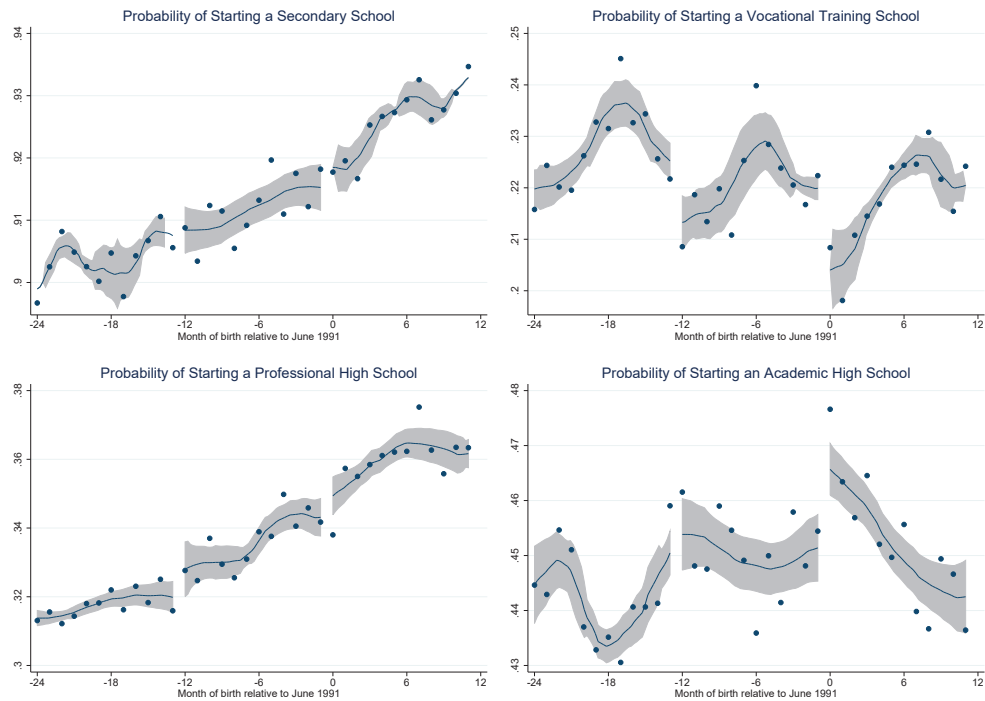 Probability of Starting a Secondary School
.94
.93
.92
.91
.9
-24 -18 -12 -6 0 6 12
Month of birth relative to June 1991
Probability of Starting a Vocational Training School
.25
.24
.23
.22
.21
.2
-24 -18 -12 -6 0 6 12
Month of birth relative to June 1991
Probability of Starting a Professional High School
.38
.36
.34
.32
.3
-24 -18 -12 -6 0 6 12
Month of birth relative to June 1991
Probability of Starting an Academic High School
.48
.47
.46
.45
.44
.43
-24 -18 -12 -6 0 6 12
Month of birth relative to June 1991